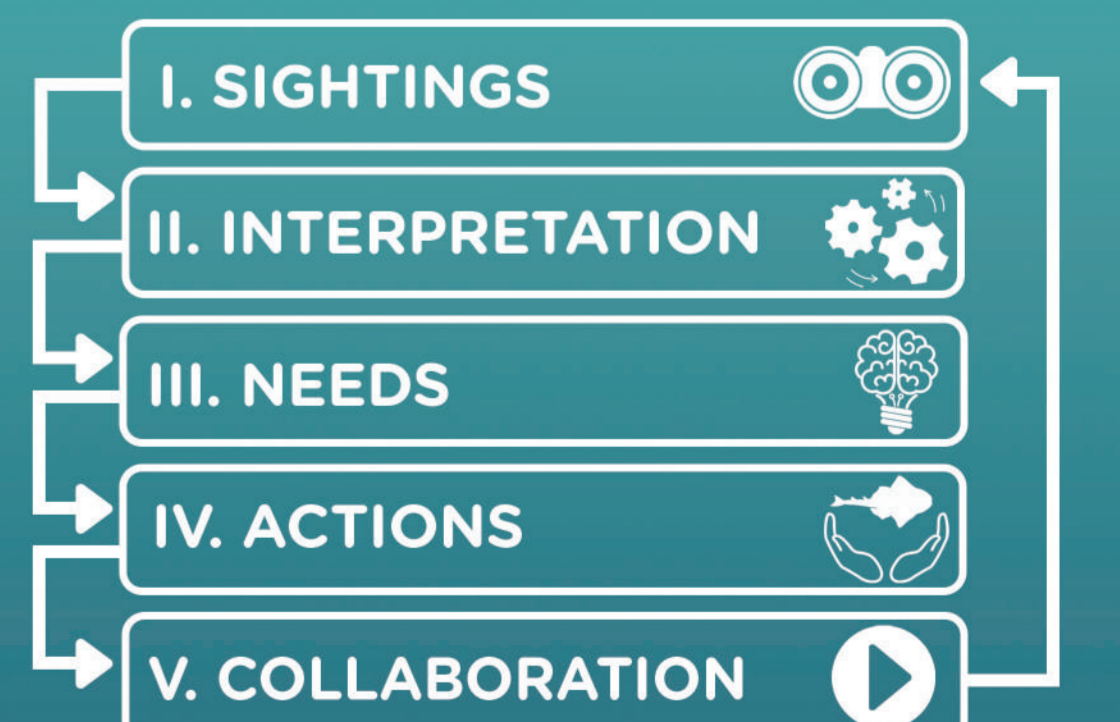 I. SIGHTINGS
II. INTERPRETATION
III. NEEDS
IV. ACTIONS
V. COLLABORATION